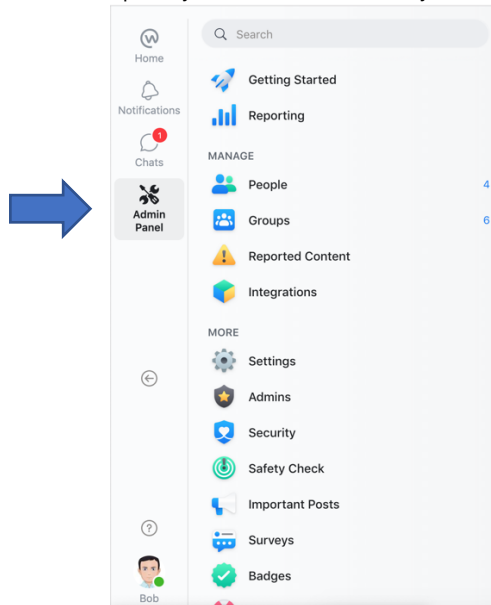 Home
Notifications
1
Chats
Admin
Panel
Bob
Search
Getting Started
Reporting
MANAGE
People 4
Groups 6
Reported Content
Integrations
MORE
Settings
Admins
Security
Safety Check
Important Posts
Surveys
Badges